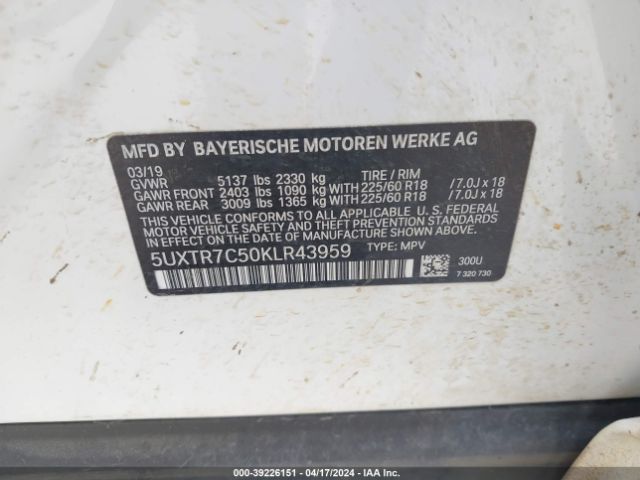 MFD BY BAYERISCHE MOTOREN WERKE AG
03/19
GVWR 5137 lbs 2330 kg TIRE / RIM
GAWR FRONT 2403 lbs 1090 kg WITH 225/60 R18 / 7.0J x 18
GAWR REAR 3009 lbs 1365 kg WITH 225/60 R18 / 7.0J x 18
THIS VEHICLE CONFORMS TO ALL APPLICABLE U. S. FEDERAL
MOTOR VEHICLE SAFETY, BUMPER, AND THEFT PREVENTION STANDARDS
IN EFFECT ON THE DATE OF MANUFACTURE SHOWN ABOVE.
5UXTR7C50KLR43959 TYPE: MPV
300U
7 320 730
000-39226151 | 04/17/2024 | IAA Inc.